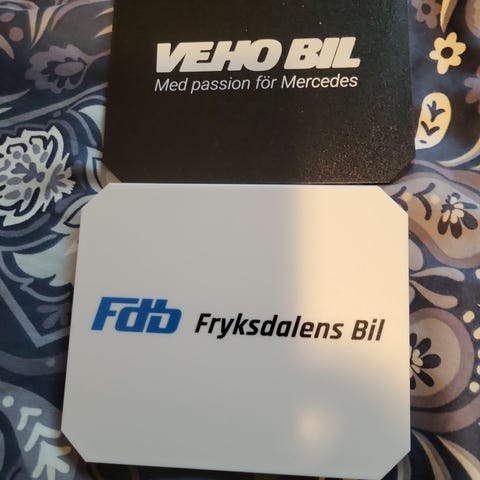 VEHO BIL
Med passion för Mercedes
Fdb Fryksdalens Bil